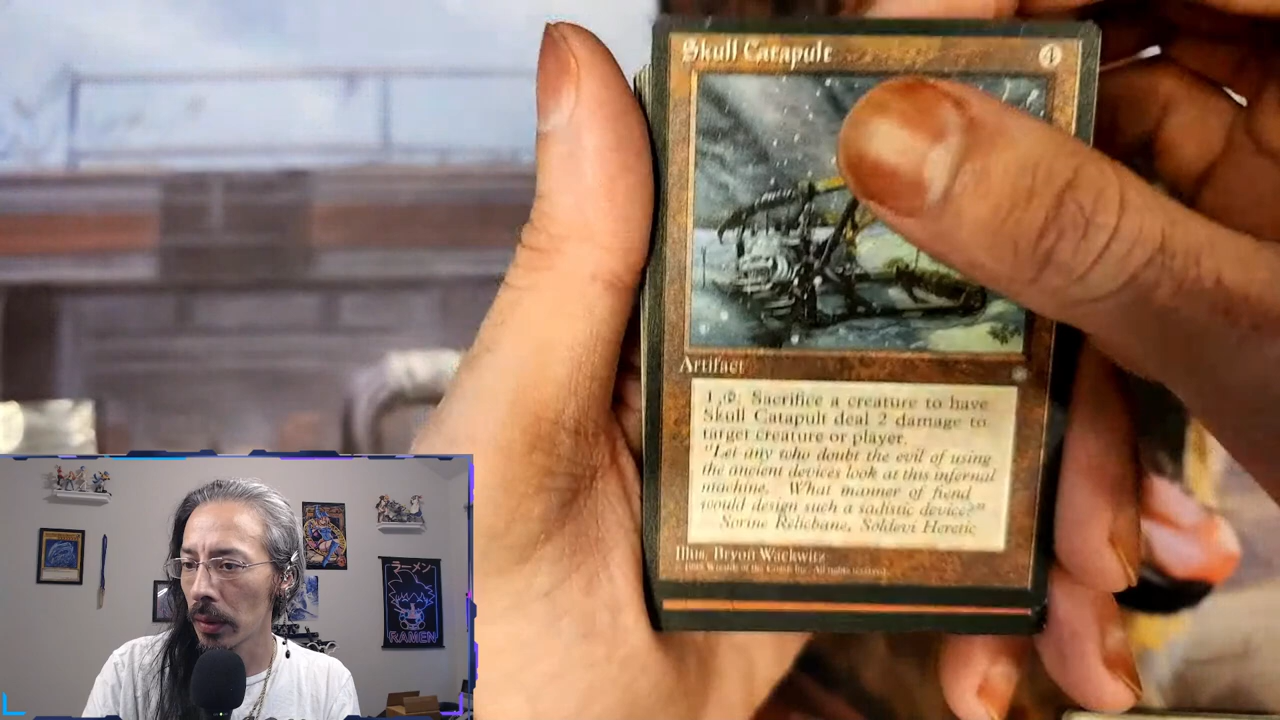 Skull Catapult 4
Artifact
1, : Sacrifice a creature to have
Skull Catapult deal 2 damage to
target creature or player.
"Let any who doubt the evil of using
the ancient devices look at this infernal
machine. What manner of fiend
would design such a sadistic device?"
Sorine Relicbane, Soldevi Heretic
Illus. Bryon Wackwitz
ラーメン
RAMEN